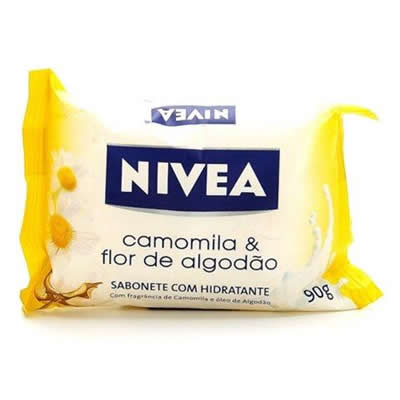 NIVEA
NIVEA
camomila &
flor de algodão
SABONETE COM HIDRATANTE
Com fragrância de Camomila e óleo de Algodão
90g